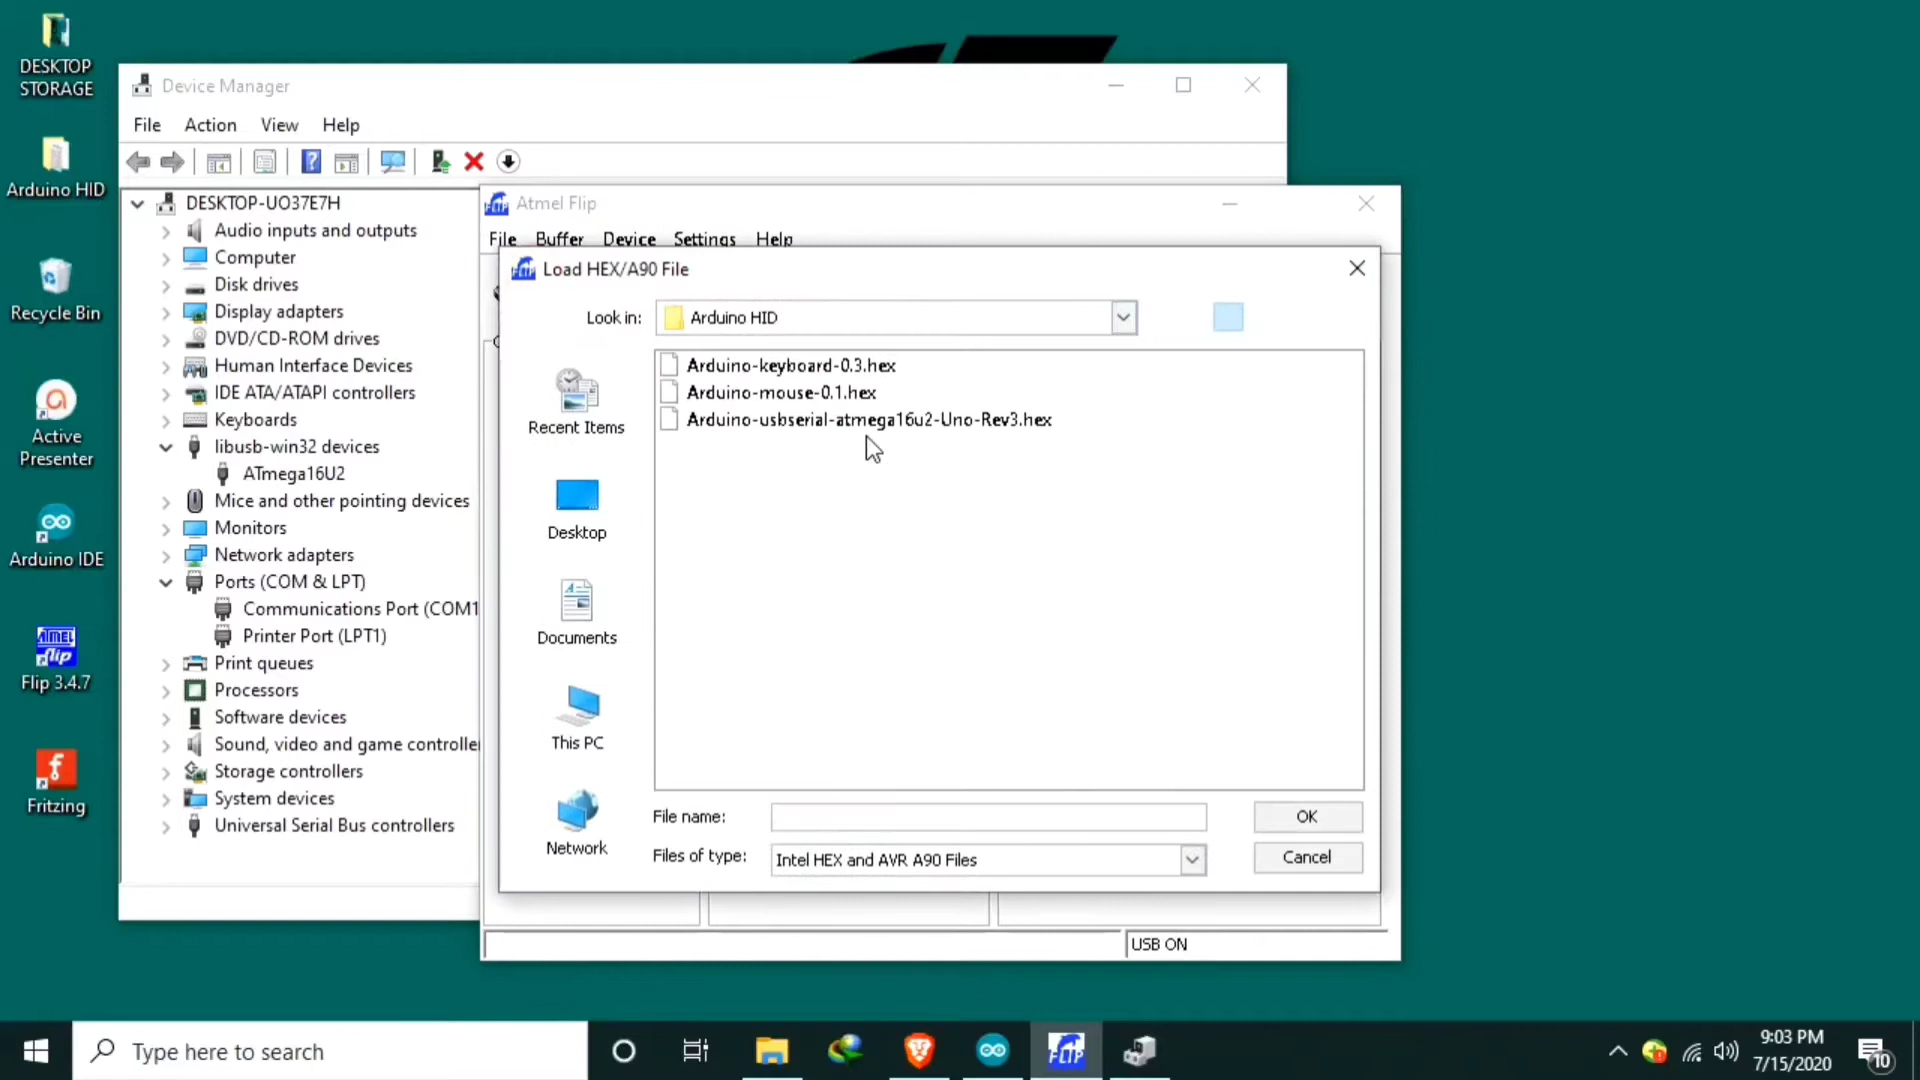 DESKTOP
STORAGE
Arduino HID
Recycle Bin
Active
Presenter
Arduino IDE
ATMEL
flip
Flip 3.4.7
Fritzing
Device Manager
File Action View Help
DESKTOP-UO37E7H
Audio inputs and outputs
Computer
Disk drives
Display adapters
DVD/CD-ROM drives
Human Interface Devices
IDE ATA/ATAPI controllers
Keyboards
libusb-win32 devices
ATmega16U2
Mice and other pointing devices
Monitors
Network adapters
Ports (COM & LPT)
Communications Port (COM1
Printer Port (LPT1)
Print queues
Processors
Software devices
Sound, video and game controller
Storage controllers
System devices
Universal Serial Bus controllers
Atmel Flip
File Buffer Device Settings Help
Load HEX/A90 File
Look in: Arduino HID
Recent Items
Desktop
Documents
This PC
Network
Arduino-keyboard-0.3.hex
Arduino-mouse-0.1.hex
Arduino-usbserial-atmega16u2-Uno-Rev3.hex
File name:
OK
Files of type: Intel HEX and AVR A90 Files
Cancel
USB ON
Type here to search
FLIP
9:03 PM
7/15/2020
10